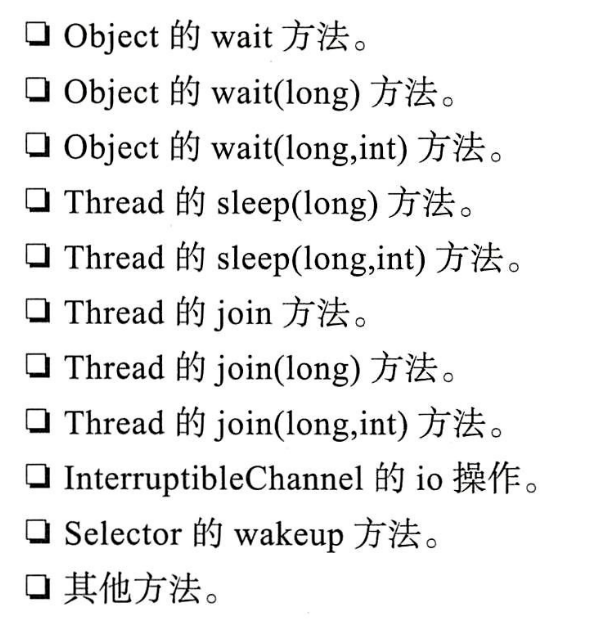 ❑ Object 的 wait 方法。
❑ Object 的 wait(long) 方法。
❑ Object 的 wait(long,int) 方法。
❑ Thread 的 sleep(long) 方法。
❑ Thread 的 sleep(long,int) 方法。
❑ Thread 的 join 方法。
❑ Thread 的 join(long) 方法。
❑ Thread 的 join(long,int) 方法。
❑ InterruptibleChannel 的 io 操作。
❑ Selector 的 wakeup 方法。
❑ 其他方法。